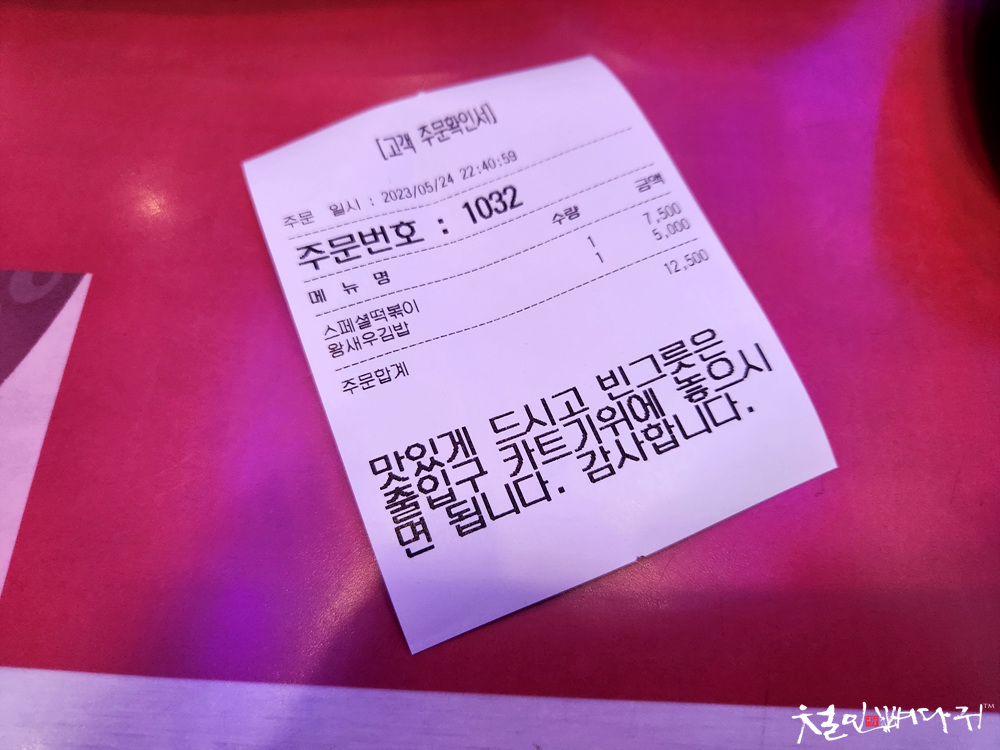 [고객 주문확인서]
주문 일시 : 2023/05/24 22:40:59
주문번호 : 1032
메 뉴 명 수량 금액
스페셜떡볶이 1 7,500
왕새우김밥 1 5,000
주문합계 12,500
맛있게 드시고 빈그릇은
출입구 카트기위에 놓으시
면 됩니다. 감사합니다.
철민뼈다귀™